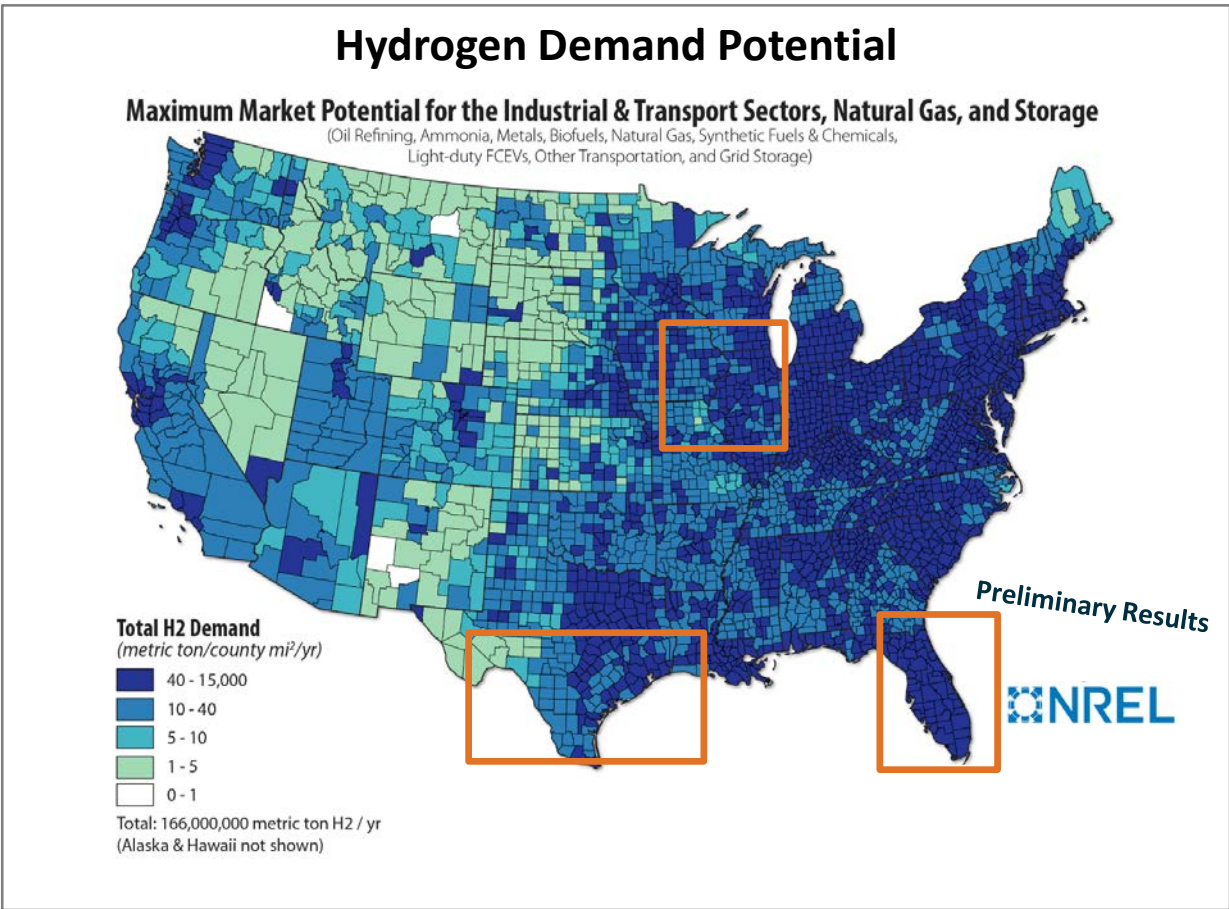 Hydrogen Demand Potential
Maximum Market Potential for the Industrial & Transport Sectors, Natural Gas, and Storage
(Oil Refining, Ammonia, Metals, Biofuels, Natural Gas, Synthetic Fuels & Chemicals,
Light-duty FCEVs, Other Transportation, and Grid Storage)
Preliminary Results
NREL
Total H2 Demand
(metric ton/county mi²/yr)
40 - 15,000
10 - 40
5 - 10
1 - 5
0 - 1
Total: 166,000,000 metric ton H2 / yr
(Alaska & Hawaii not shown)